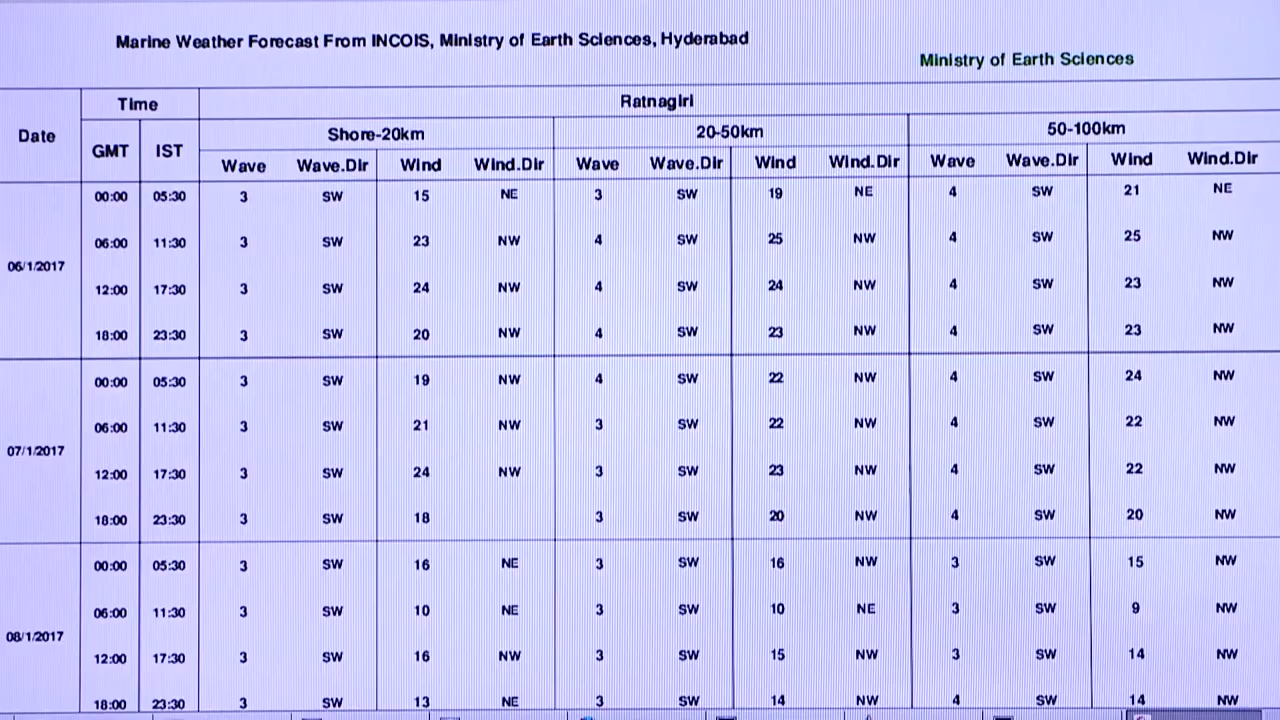 Marine Weather Forecast From INCOIS, Ministry of Earth Sciences, Hyderabad
Ministry of Earth Sciences
Date Time Ratnagiri
GMT IST Shore-20km 20-50km 50-100km
Wave Wave.Dir Wind Wind.Dir Wave Wave.Dir Wind Wind.Dir Wave Wave.Dir Wind Wind.Dir
06/1/2017
00:00 05:30 3 SW 15 NE 3 SW 19 NE 4 SW 21 NE
06:00 11:30 3 SW 23 NW 4 SW 25 NW 4 SW 25 NW
12:00 17:30 3 SW 24 NW 4 SW 24 NW 4 SW 23 NW
18:00 23:30 3 SW 20 NW 4 SW 23 NW 4 SW 23 NW
07/1/2017
00:00 05:30 3 SW 19 NW 4 SW 22 NW 4 SW 24 NW
06:00 11:30 3 SW 21 NW 3 SW 22 NW 4 SW 22 NW
12:00 17:30 3 SW 24 NW 3 SW 23 NW 4 SW 22 NW
18:00 23:30 3 SW 18 3 SW 20 NW 4 SW 20 NW
08/1/2017
00:00 05:30 3 SW 16 NE 3 SW 16 NW 3 SW 15 NW
06:00 11:30 3 SW 10 NE 3 SW 10 NE 3 SW 9 NW
12:00 17:30 3 SW 16 NW 3 SW 15 NW 3 SW 14 NW
18:00 23:30 3 SW 13 NE 3 SW 14 NW 4 SW 14 NW